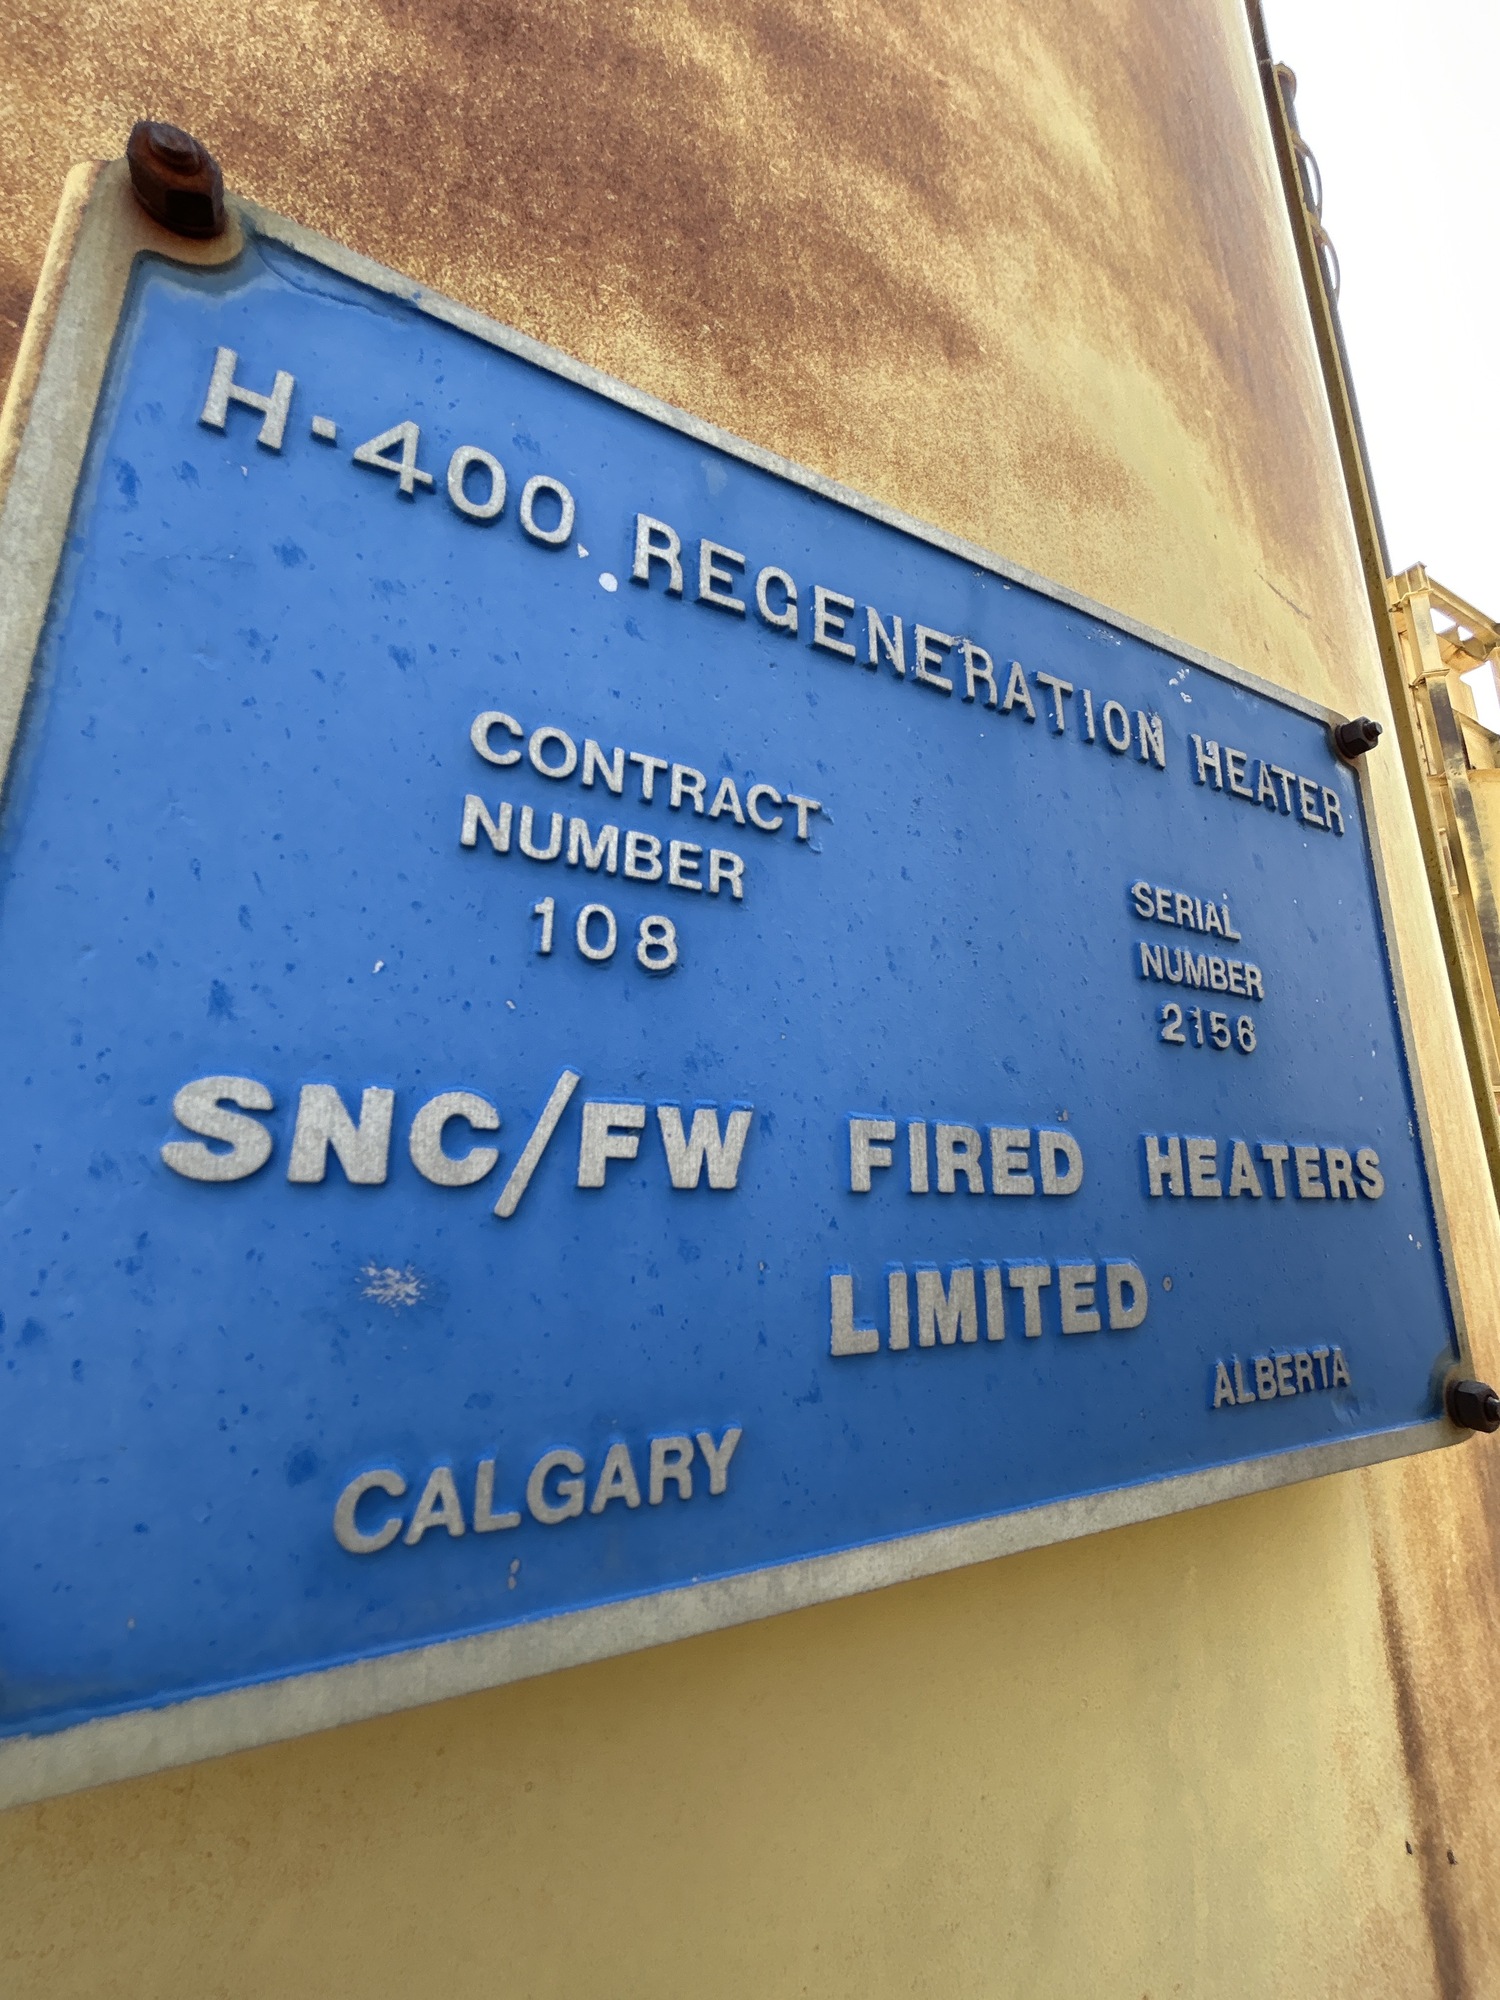 H-400 REGENERATION HEATER
CONTRACT
NUMBER
108
SERIAL
NUMBER
2156
SNC/FW FIRED HEATERS
LIMITED
CALGARY
ALBERTA